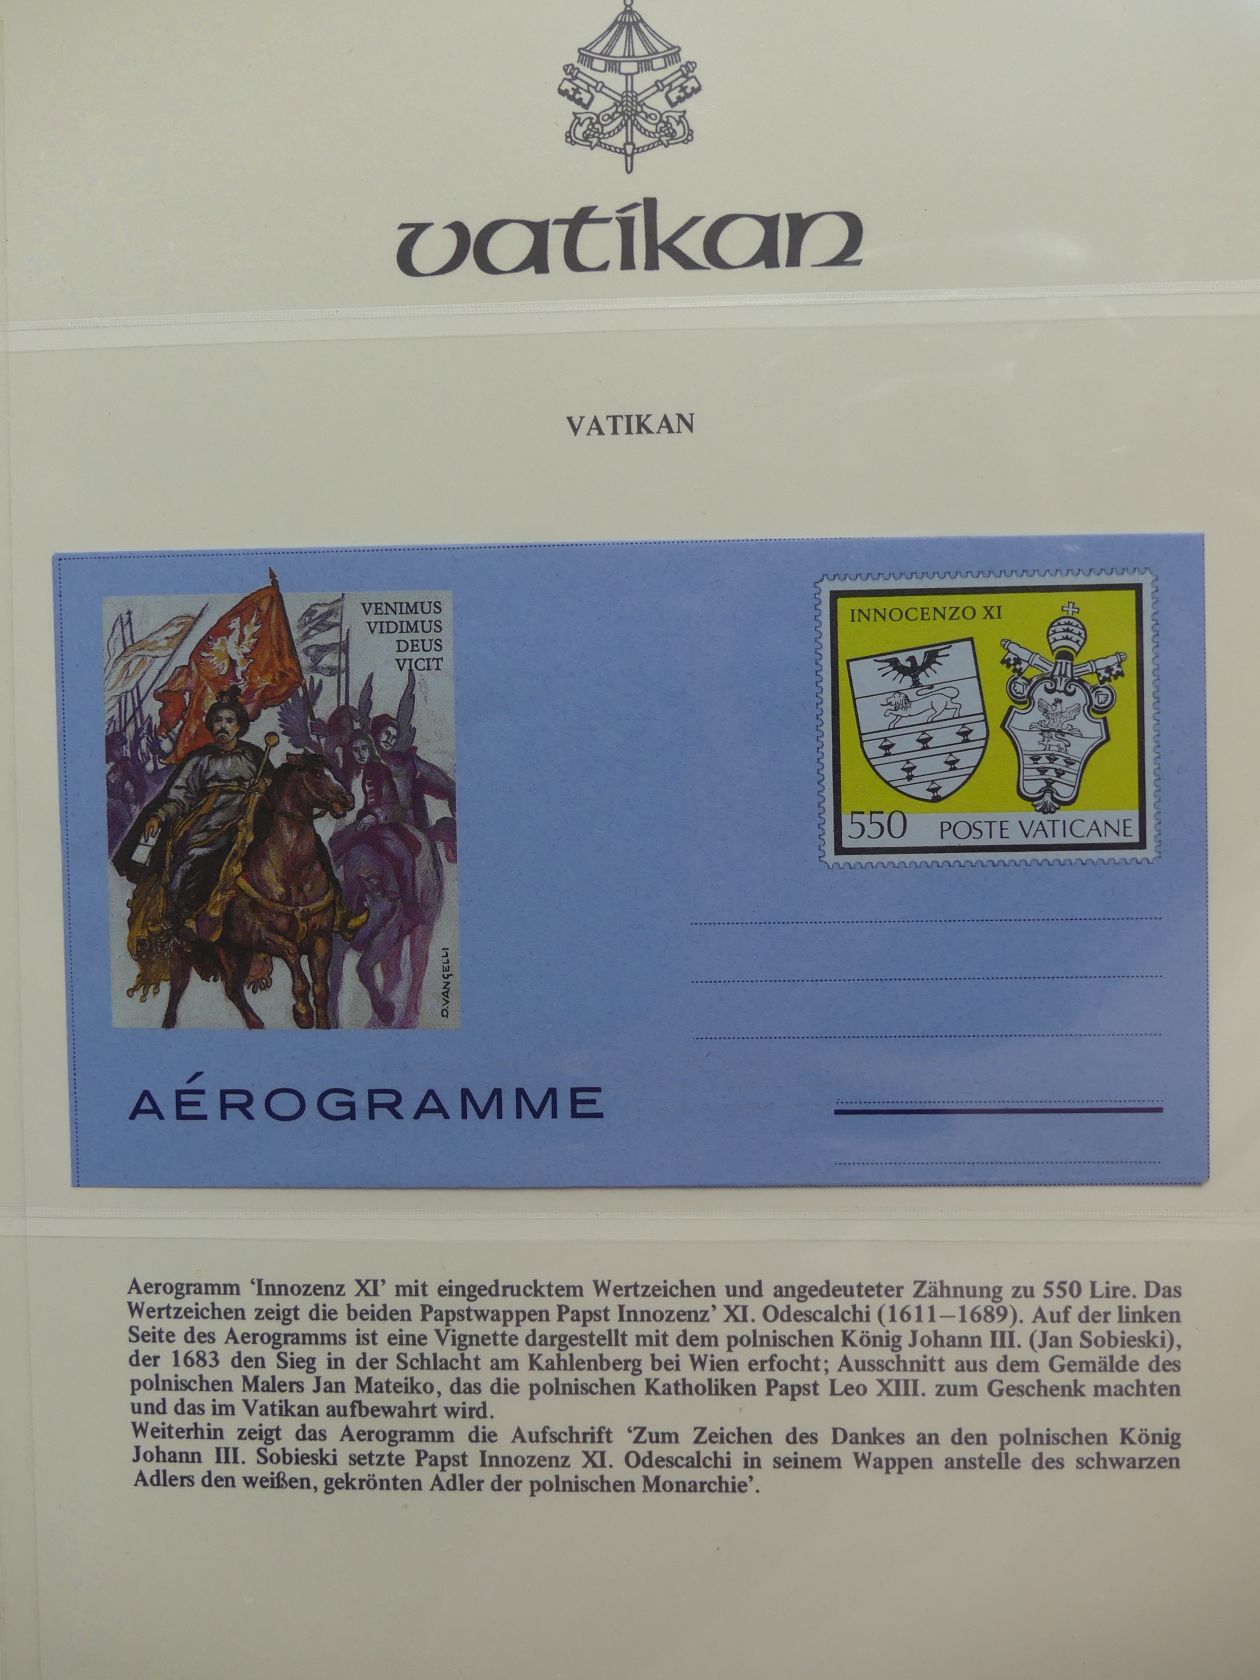 vatikan
VATIKAN
VENIMUS
VIDIMUS
DEUS
VICIT
D.VANGELLI
INNOCENZO XI
550 POSTE VATICANE
AÉROGRAMME
Aerogramm ‘Innozenz XI’ mit eingedrucktem Wertzeichen und angedeuteter Zähnung zu 550 Lire. Das
Wertzeichen zeigt die beiden Papstwappen Papst Innozenz’ XI. Odescalchi (1611—1689). Auf der linken
Seite des Aerogramms ist eine Vignette dargestellt mit dem polnischen König Johann III. (Jan Sobieski),
der 1683 den Sieg in der Schlacht am Kahlenberg bei Wien erfocht; Ausschnitt aus dem Gemälde des
polnischen Malers Jan Mateiko, das die polnischen Katholiken Papst Leo XIII. zum Geschenk machten
und das im Vatikan aufbewahrt wird.
Weiterhin zeigt das Aerogramm die Aufschrift ‘Zum Zeichen des Dankes an den polnischen König
Johann III. Sobieski setzte Papst Innozenz XI. Odescalchi in seinem Wappen anstelle des schwarzen
Adlers den weißen, gekrönten Adler der polnischen Monarchie’.